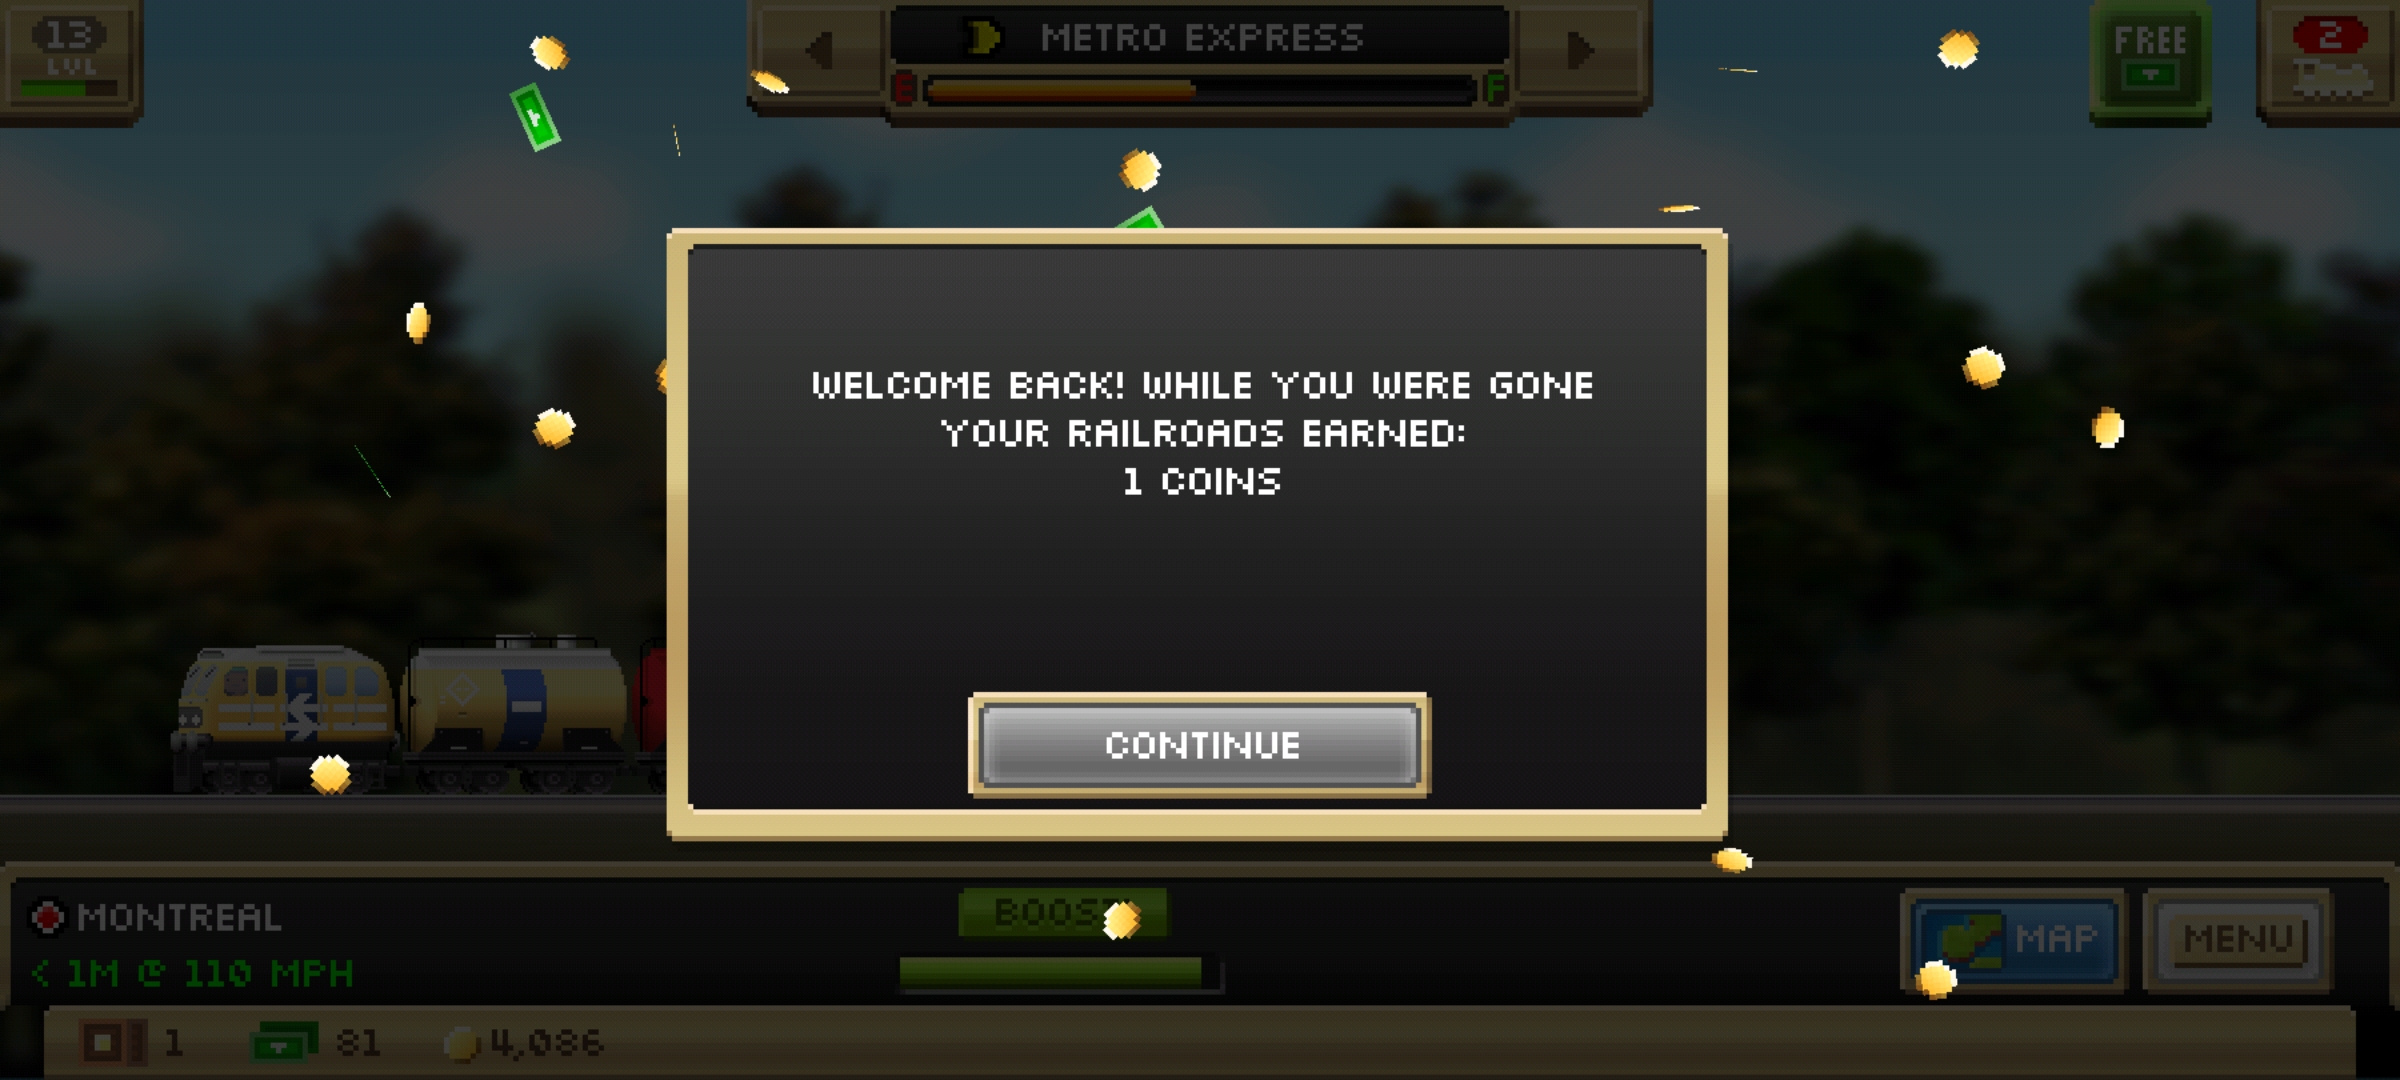 13
LVL
METRO EXPRESS
E F
FREE
2
WELCOME BACK! WHILE YOU WERE GONE
YOUR RAILROADS EARNED:
1 COINS
CONTINUE
MONTREAL
< 1M @ 110 MPH
BOOST
MAP
MENU
1 81 4,086